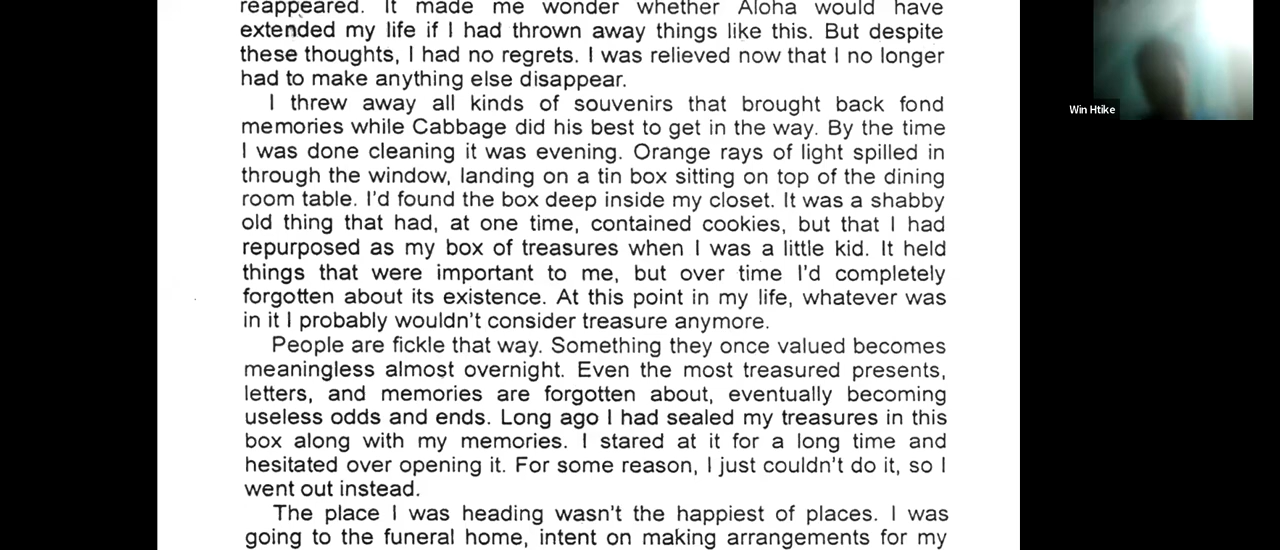 reappeared. It made me wonder whether Aloha would have
extended my life if I had thrown away things like this. But despite
these thoughts, I had no regrets. I was relieved now that I no longer
had to make anything else disappear.
I threw away all kinds of souvenirs that brought back fond
memories while Cabbage did his best to get in the way. By the time
I was done cleaning it was evening. Orange rays of light spilled in
through the window, landing on a tin box sitting on top of the dining
room table. I'd found the box deep inside my closet. It was a shabby
old thing that had, at one time, contained cookies, but that I had
repurposed as my box of treasures when I was a little kid. It held
things that were important to me, but over time I'd completely
forgotten about its existence. At this point in my life, whatever was
in it I probably wouldn't consider treasure anymore.
People are fickle that way. Something they once valued becomes
meaningless almost overnight. Even the most treasured presents,
letters, and memories are forgotten about, eventually becoming
useless odds and ends. Long ago I had sealed my treasures in this
box along with my memories. I stared at it for a long time and
hesitated over opening it. For some reason, I just couldn't do it, so I
went out instead.
The place I was heading wasn't the happiest of places. I was
going to the funeral home, intent on making arrangements for my
Win Htike